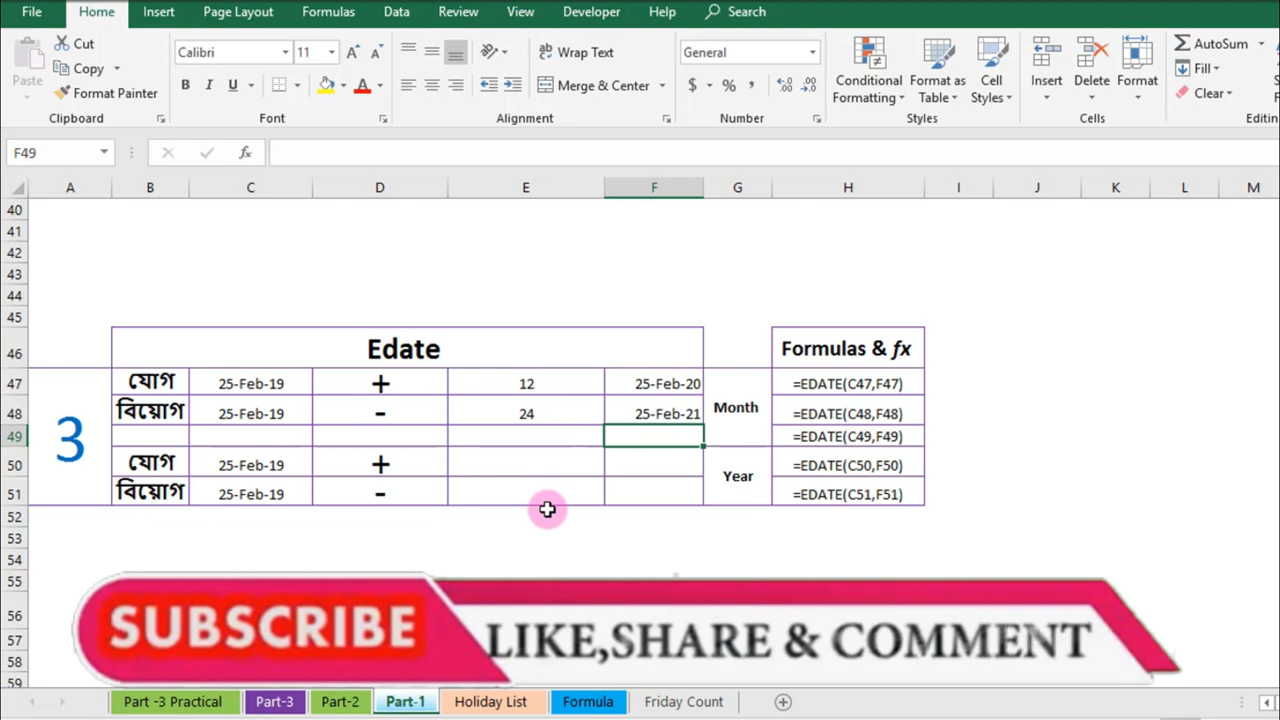 File Home Insert Page Layout Formulas Data Review View Developer Help Search
Cut
Copy
Format Painter
Paste
Clipboard
Calibri 11
B I U
Font
Wrap Text
Merge & Center
Alignment
General
$ % ,
Number
Conditional Formatting
Format as Table
Cell Styles
Styles
Insert Delete Format
Cells
AutoSum
Fill
Clear
Editin
F49 fx
A B C D E F G H I J K L M
40
41
42
43
44
45
46 Edate Formulas & fx
47 যোগ 25-Feb-19 + 12 25-Feb-20 =EDATE(C47,F47)
48 বিয়োগ 25-Feb-19 - 24 25-Feb-21 Month =EDATE(C48,F48)
49 3 =EDATE(C49,F49)
50 যোগ 25-Feb-19 + Year =EDATE(C50,F50)
51 বিয়োগ 25-Feb-19 - =EDATE(C51,F51)
52
53
54
55
56
57
58
59
SUBSCRIBE LIKE,SHARE & COMMENT
Part -3 Practical Part-3 Part-2 Part-1 Holiday List Formula Friday Count